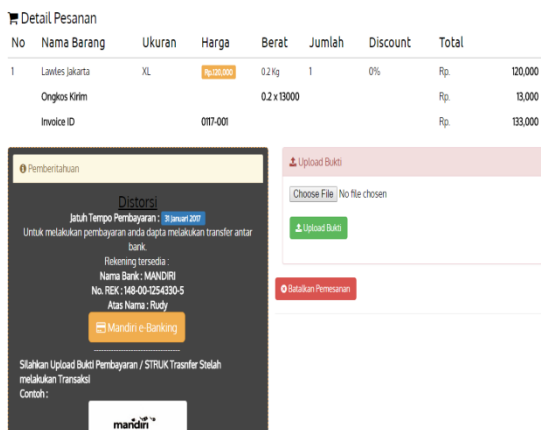 Detail Pesanan
No Nama Barang Ukuran Harga Berat Jumlah Discount Total
1 Lawles Jakarta XL Rp.120,000 0.2 Kg 1 0% Rp. 120,000
Ongkos Kirim 0.2 x 13000 Rp. 13,000
Invoice ID 0117-001 Rp. 133,000
Pemberitahuan
Distorsi
Jatuh Tempo Pembayaran : 31 Januari 2017
Untuk melakukan pembayaran anda dapta melakukan transfer antar
bank.
Rekening tersedia :
Nama Bank : MANDIRI
No. REK : 148-00-1254330-5
Atas Nama : Rudy
Mandiri e-Banking
------------------------------
Silahkan Upload Bukti Pembayaran / STRUK Trasnfer Stelah
melakukan Transaksi
Contoh :
mandiri
Upload Bukti
Choose File No file chosen
Upload Bukti
Batalkan Pemesanan